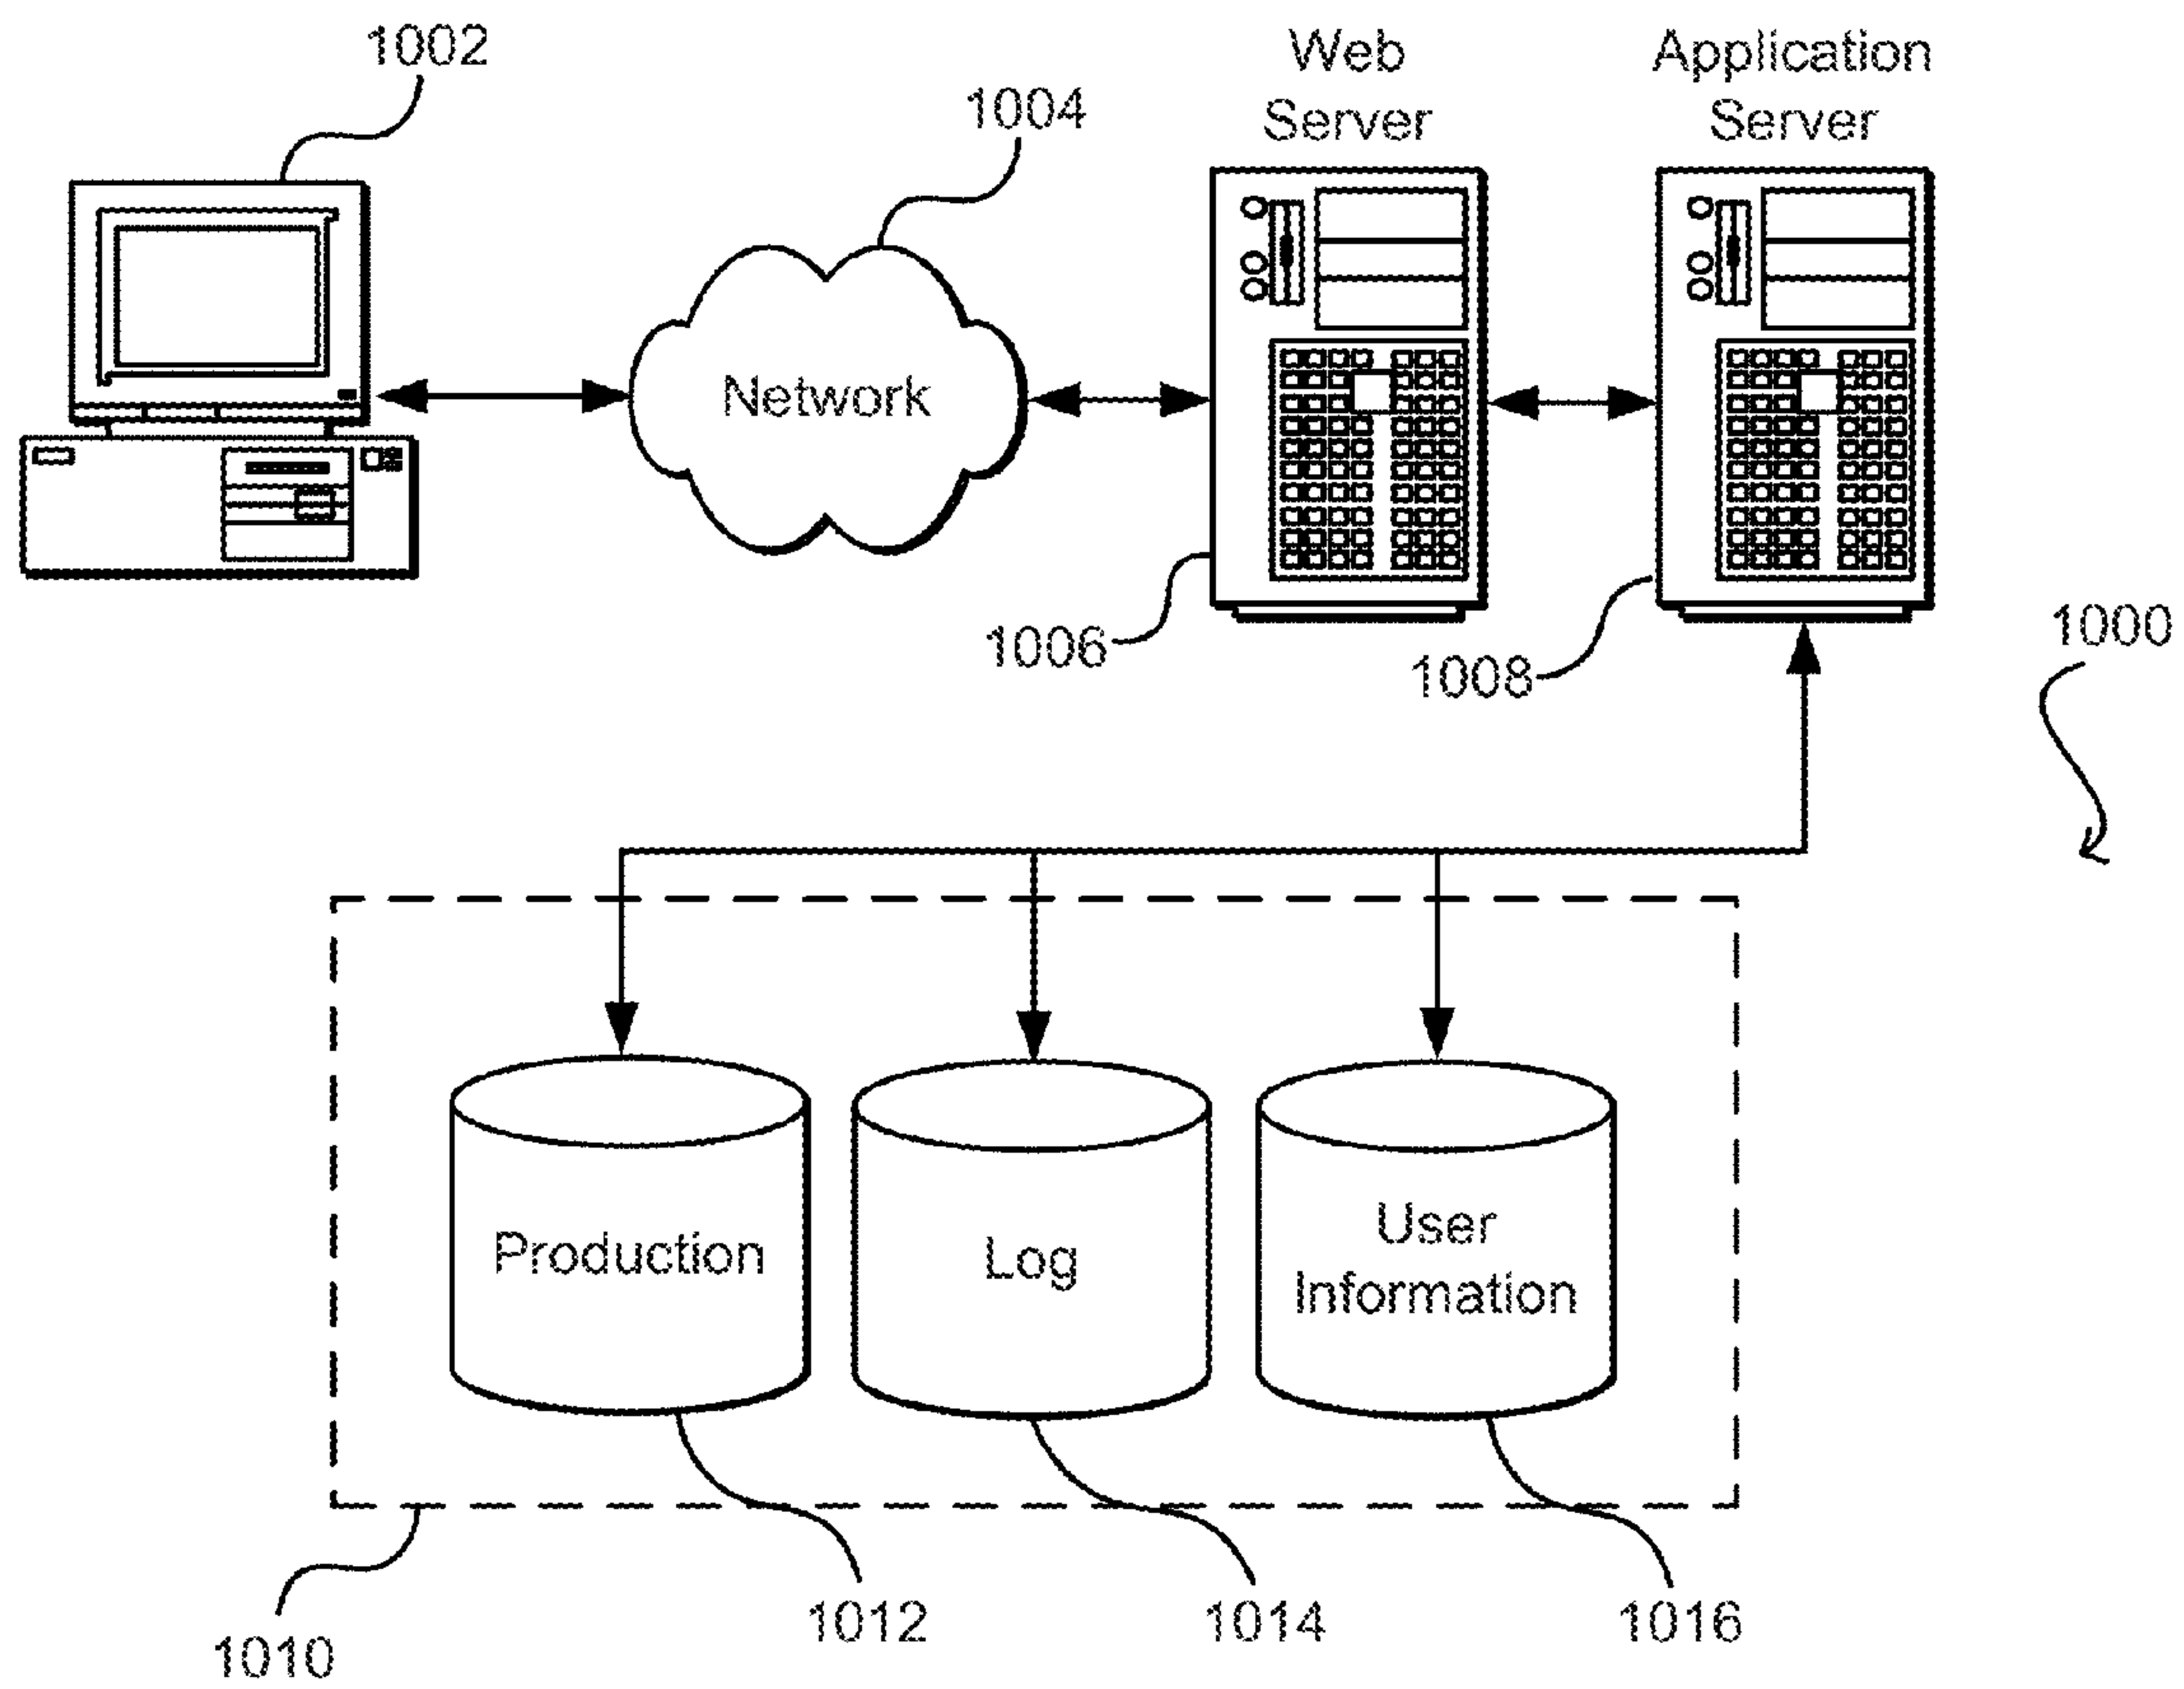 1002
1004
Web
Server
Application
Server
Network
1006
1008
1000
Production
Log
User
Information
1010
1012
1014
1016